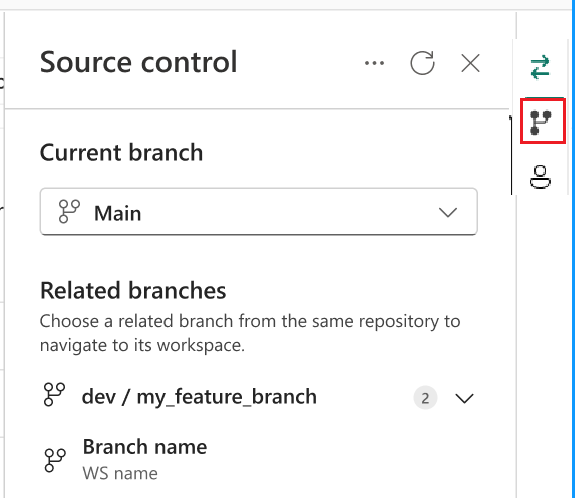 Source control
Current branch
Main
Related branches
Choose a related branch from the same repository to
navigate to its workspace.
dev / my_feature_branch 2
Branch name
WS name